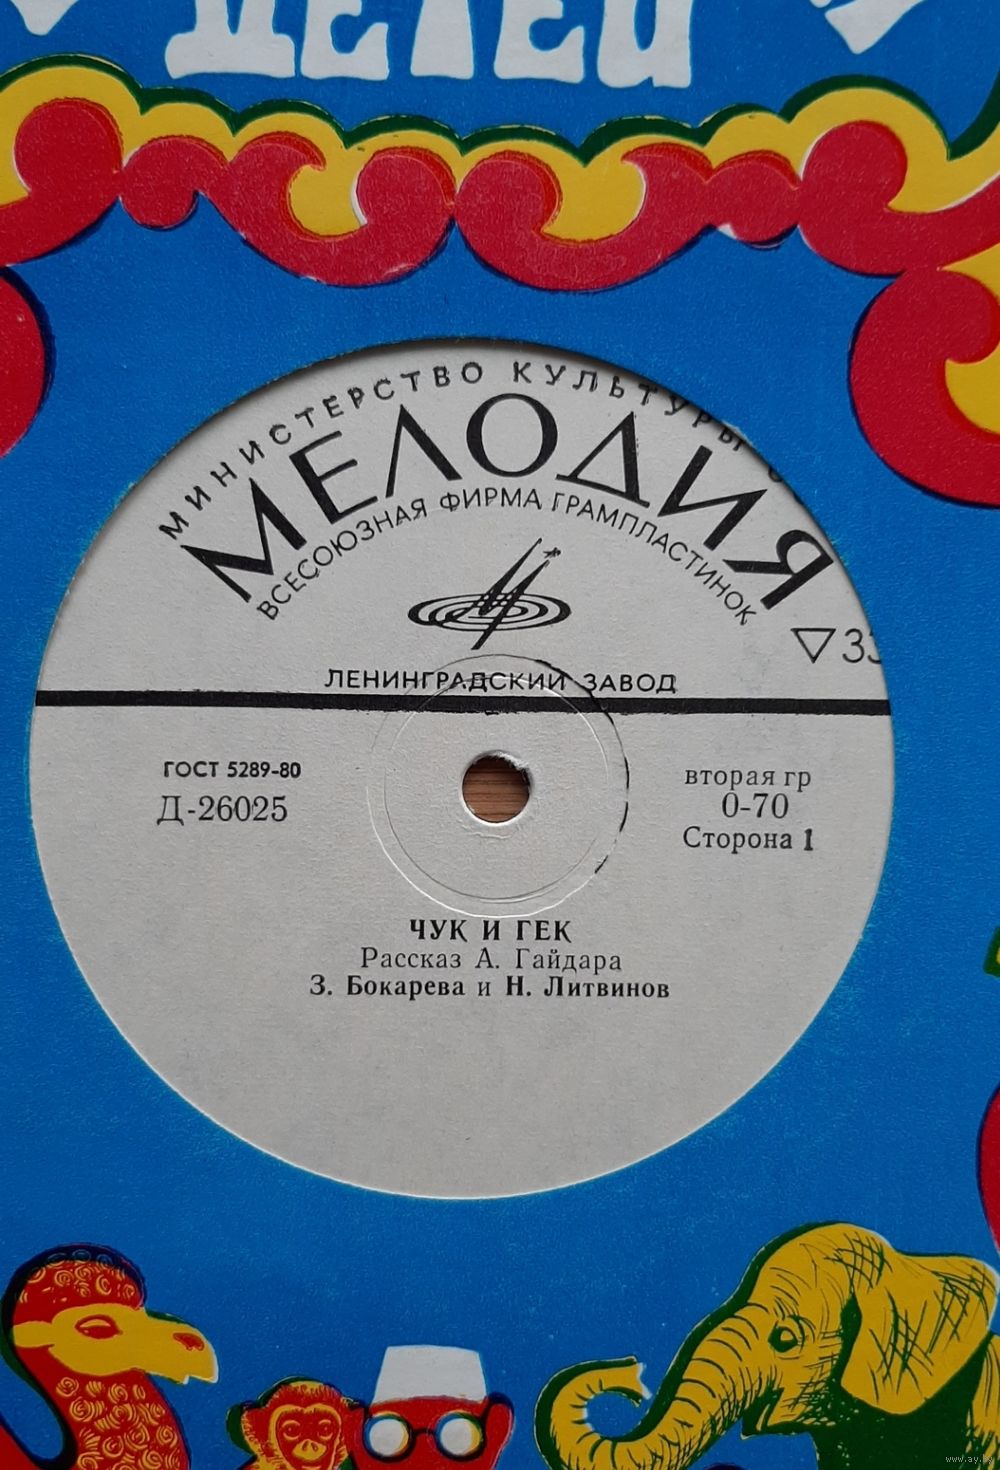 ДЕТЕЙ
МИНИСТЕРСТВО КУЛЬТУРЫ
МЕЛОДИЯ
ВСЕСОЮЗНАЯ ФИРМА ГРАМПЛАСТИНОК
▽33
ЛЕНИНГРАДСКИЙ ЗАВОД
ГОСТ 5289-80
Д-26025
вторая гр
0-70
Сторона 1
ЧУК И ГЕК
Рассказ А. Гайдара
З. Бокарева и Н. Литвинов